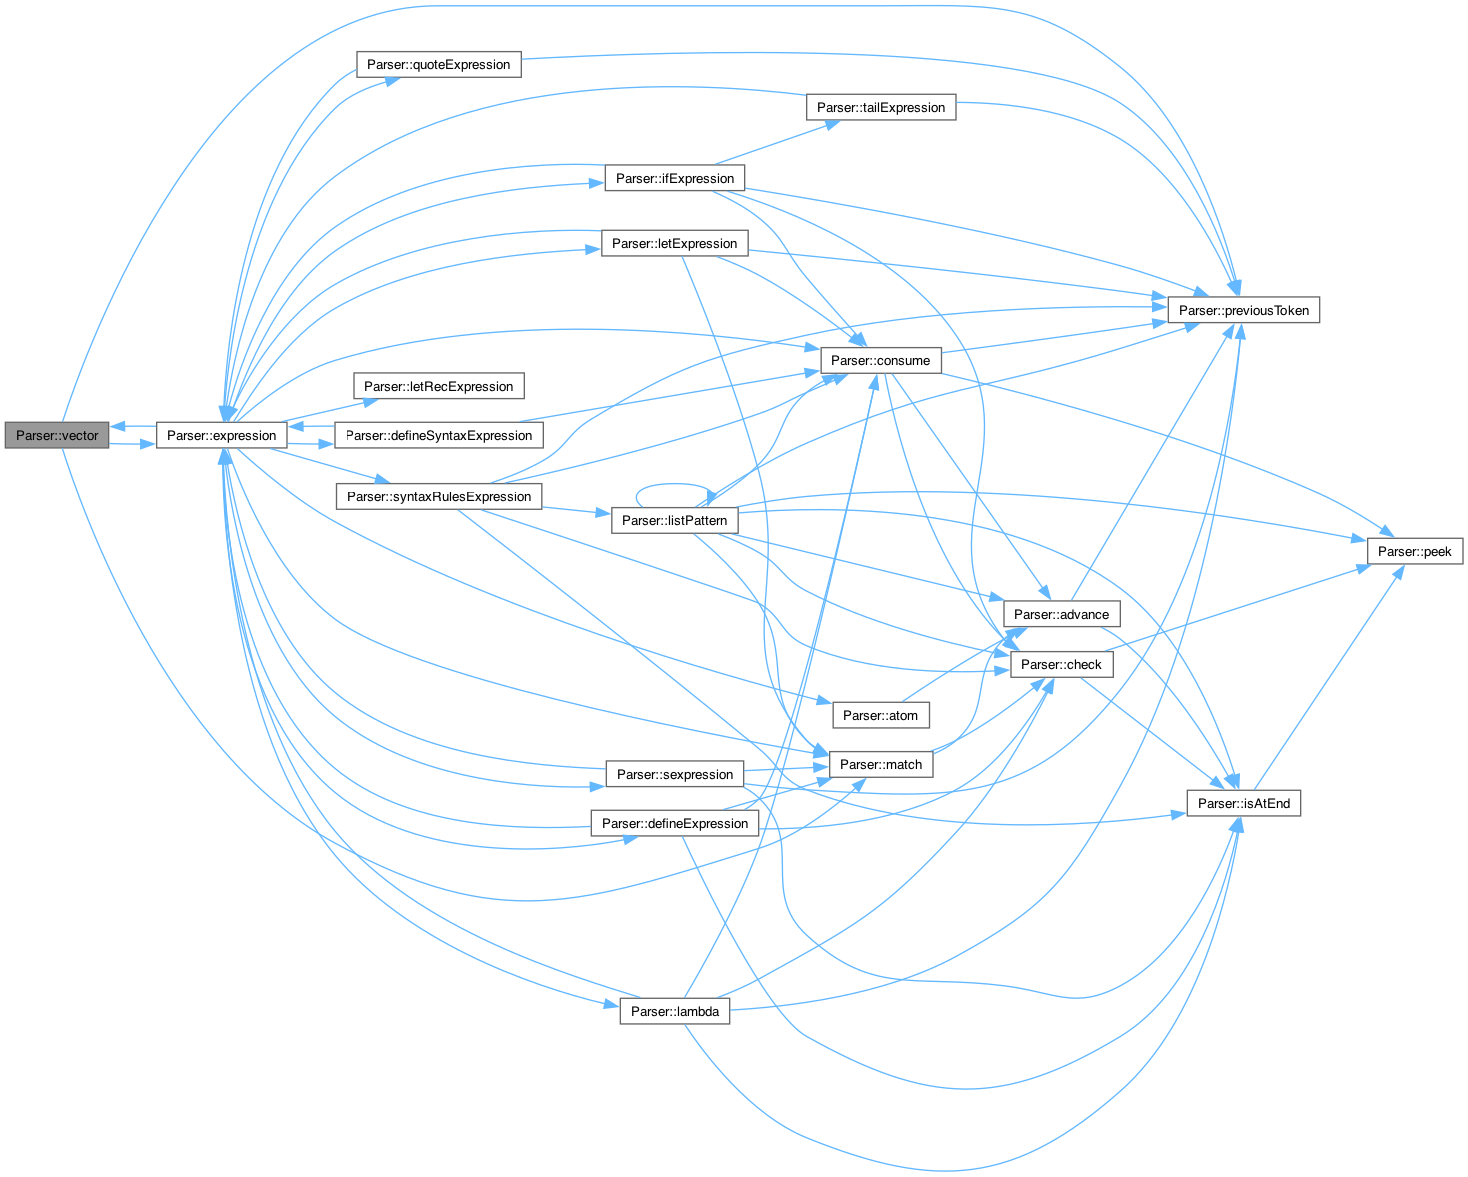 Parser::quoteExpression
Parser::tailExpression
Parser::ifExpression
Parser::letExpression
Parser::previousToken
Parser::consume
Parser::letRecExpression
Parser::vector
Parser::expression
Parser::defineSyntaxExpression
Parser::syntaxRulesExpression
Parser::listPattern
Parser::peek
Parser::advance
Parser::check
Parser::atom
Parser::match
Parser::sexpression
Parser::isAtEnd
Parser::defineExpression
Parser::lambda